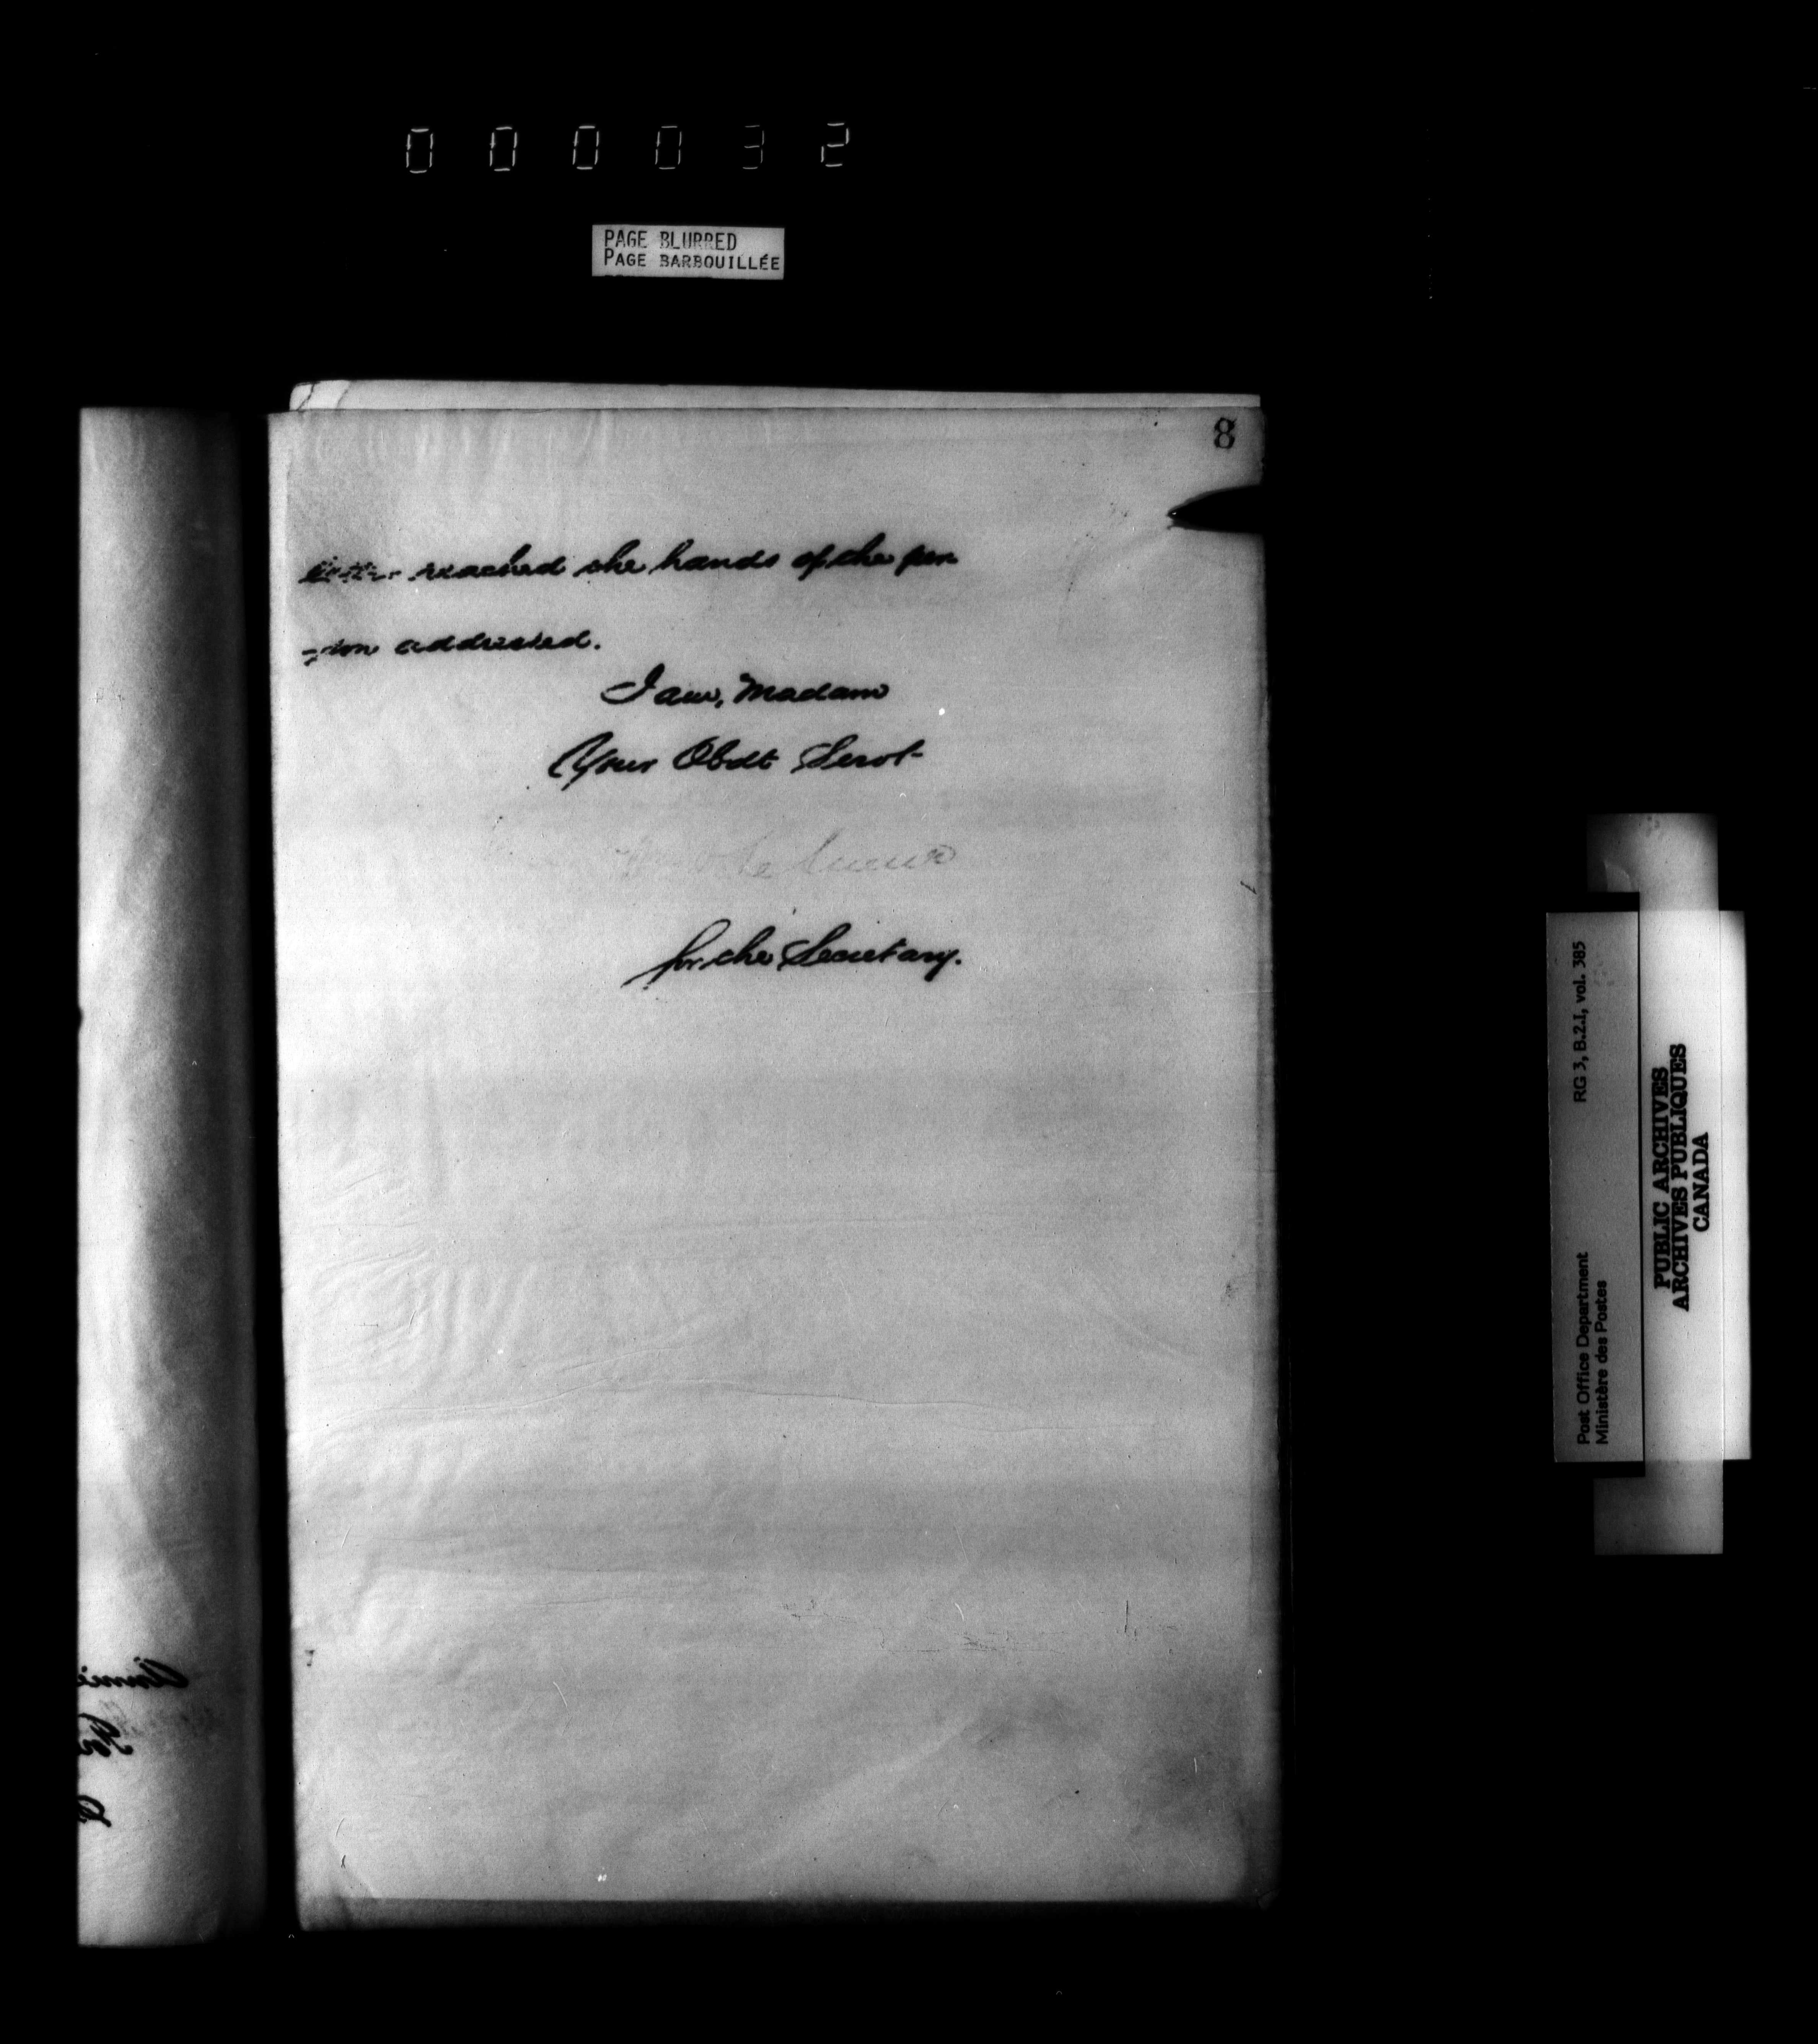 000032
PAGE BLURRED
PAGE BARBOUILLÉE
8
letter reached the hands of the per
-son addressed.
I am, Madam
Your Obdt Servt
for the Secretary.
RG 3, B.2.I, vol. 385
Post Office Department
Ministère des Postes
PUBLIC ARCHIVES
ARCHIVES PUBLIQUES
CANADA